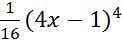 1/16 (4x − 1)⁴